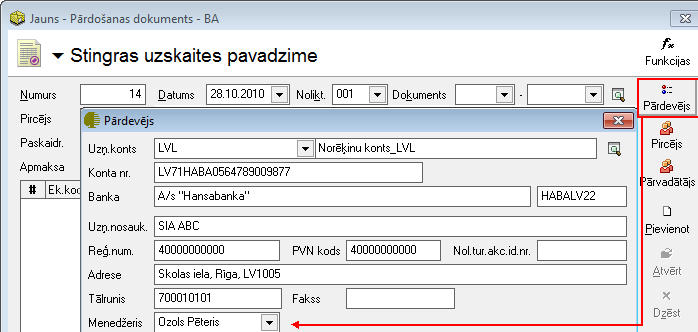 Jauns - Pārdošanas dokuments - BA
Stingras uzskaites pavadzime
Funkcijas
Numurs 14 Datums 28.10.2010 Nolikt. 001 Dokuments -
Pārdevējs
Pircējs
Pārdevējs
Pircējs
Paskaidr.
Uzņ.konts LVL Norēķinu konts_LVL
Konta nr. LV71HABA0564789009877
Pārvadātājs
Apmaksa
Banka A/s "Hansabanka" HABALV22
# Ek.kod
Uzņ.nosauk. SIA ABC
Pievienot
Reģ.num. 40000000000 PVN kods 40000000000 Nol.tur.akc.id.nr.
Adrese Skolas iela, Rīga, LV1005
Atvērt
Tālrunis 700010101 Fakss
Dzēst
Menedžeris Ozols Pēteris